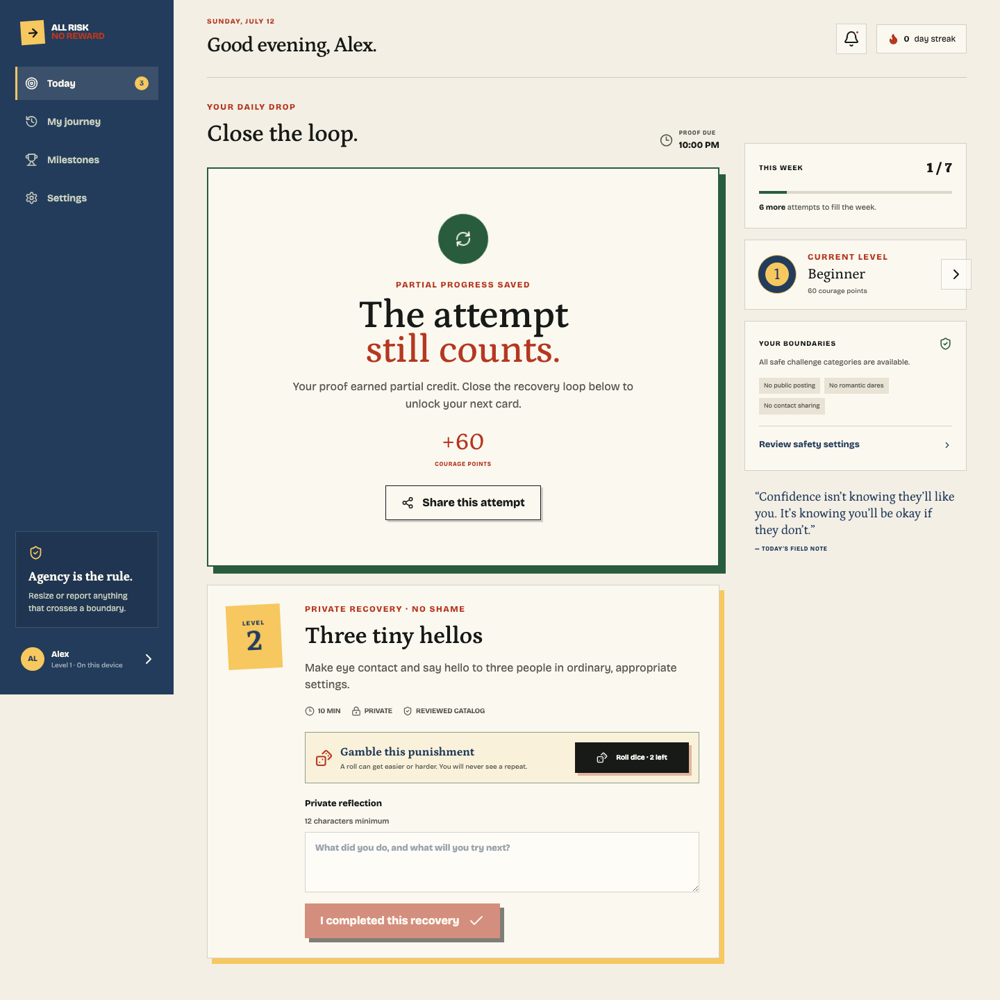 ALL RISK
NO REWARD
Today
3
My journey
Milestones
Settings
Agency is the rule.
Resize or report anything
that crosses a boundary.
AL
Alex
Level 1 · On this device
SUNDAY, JULY 12
Good evening, Alex.
0 day streak
YOUR DAILY DROP
Close the loop.
PROOF DUE
10:00 PM
PARTIAL PROGRESS SAVED
The attempt
still counts.
Your proof earned partial credit. Close the recovery loop below to
unlock your next card.
+60
COURAGE POINTS
Share this attempt
LEVEL
2
PRIVATE RECOVERY · NO SHAME
Three tiny hellos
Make eye contact and say hello to three people in ordinary, appropriate
settings.
10 MIN
PRIVATE
REVIEWED CATALOG
Gamble this punishment
A roll can get easier or harder. You will never see a repeat.
Roll dice · 2 left
Private reflection
12 characters minimum
What did you do, and what will you try next?
I completed this recovery
THIS WEEK
1 / 7
6 more attempts to fill the week.
1
CURRENT LEVEL
Beginner
60 courage points
YOUR BOUNDARIES
All safe challenge categories are available.
No public posting
No romantic dares
No contact sharing
Review safety settings
“Confidence isn’t knowing they’ll like
you. It’s knowing you’ll be okay if
they don’t.”
— TODAY’S FIELD NOTE